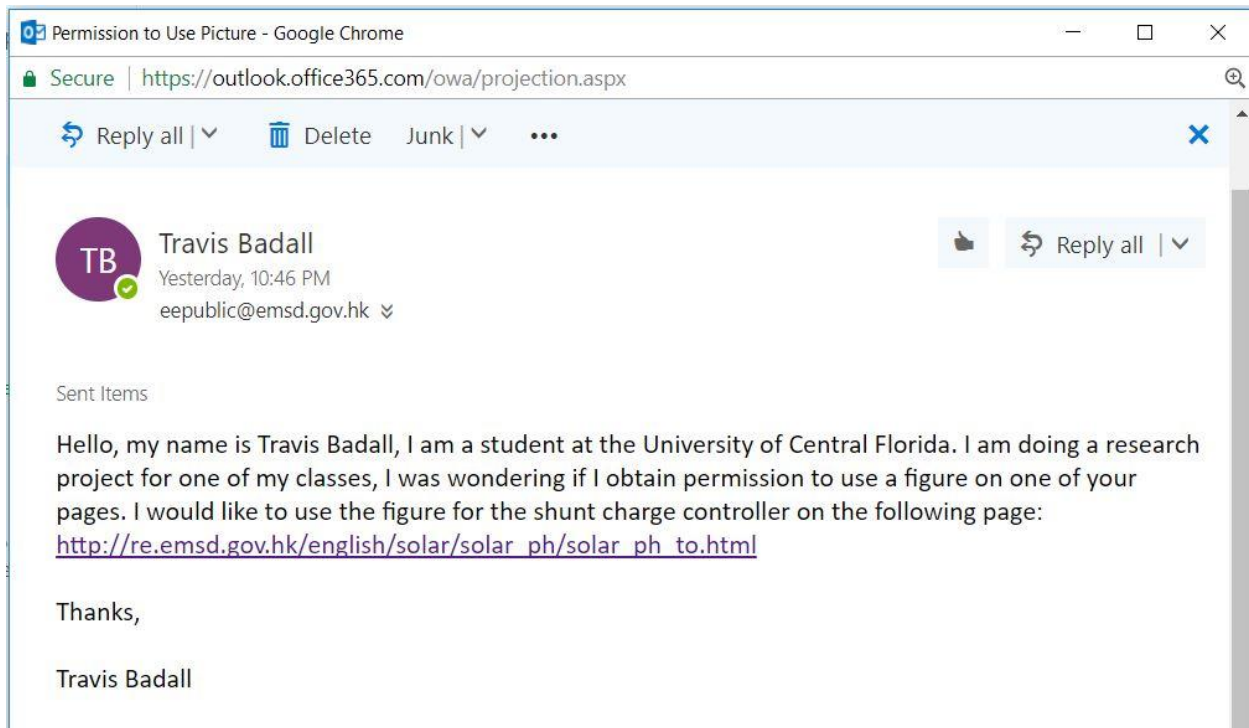 Permission to Use Picture - Google Chrome
Secure | https://outlook.office365.com/owa/projection.aspx
Reply all | Delete Junk | •••
TB
Travis Badall
Yesterday, 10:46 PM
eepublic@emsd.gov.hk
Reply all |
Sent Items
Hello, my name is Travis Badall, I am a student at the University of Central Florida. I am doing a research
project for one of my classes, I was wondering if I obtain permission to use a figure on one of your
pages. I would like to use the figure for the shunt charge controller on the following page:
http://re.emsd.gov.hk/english/solar/solar_ph/solar_ph_to.html
Thanks,
Travis Badall